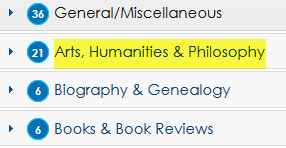 36 General/Miscellaneous
21 Arts, Humanities & Philosophy
6 Biography & Genealogy
6 Books & Book Reviews